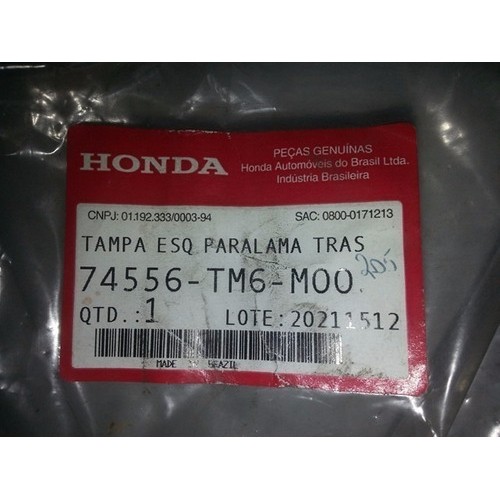 HONDA
PEÇAS GENUÍNAS
Honda Automóveis do Brasil Ltda.
Indústria Brasileira
CNPJ: 01.192.333/0003-94
SAC: 0800-0171213
TAMPA ESQ PARALAMA TRAS
74556-TM6-M00
205
QTD.:1
LOTE:20211512
MADE IN BRAZIL